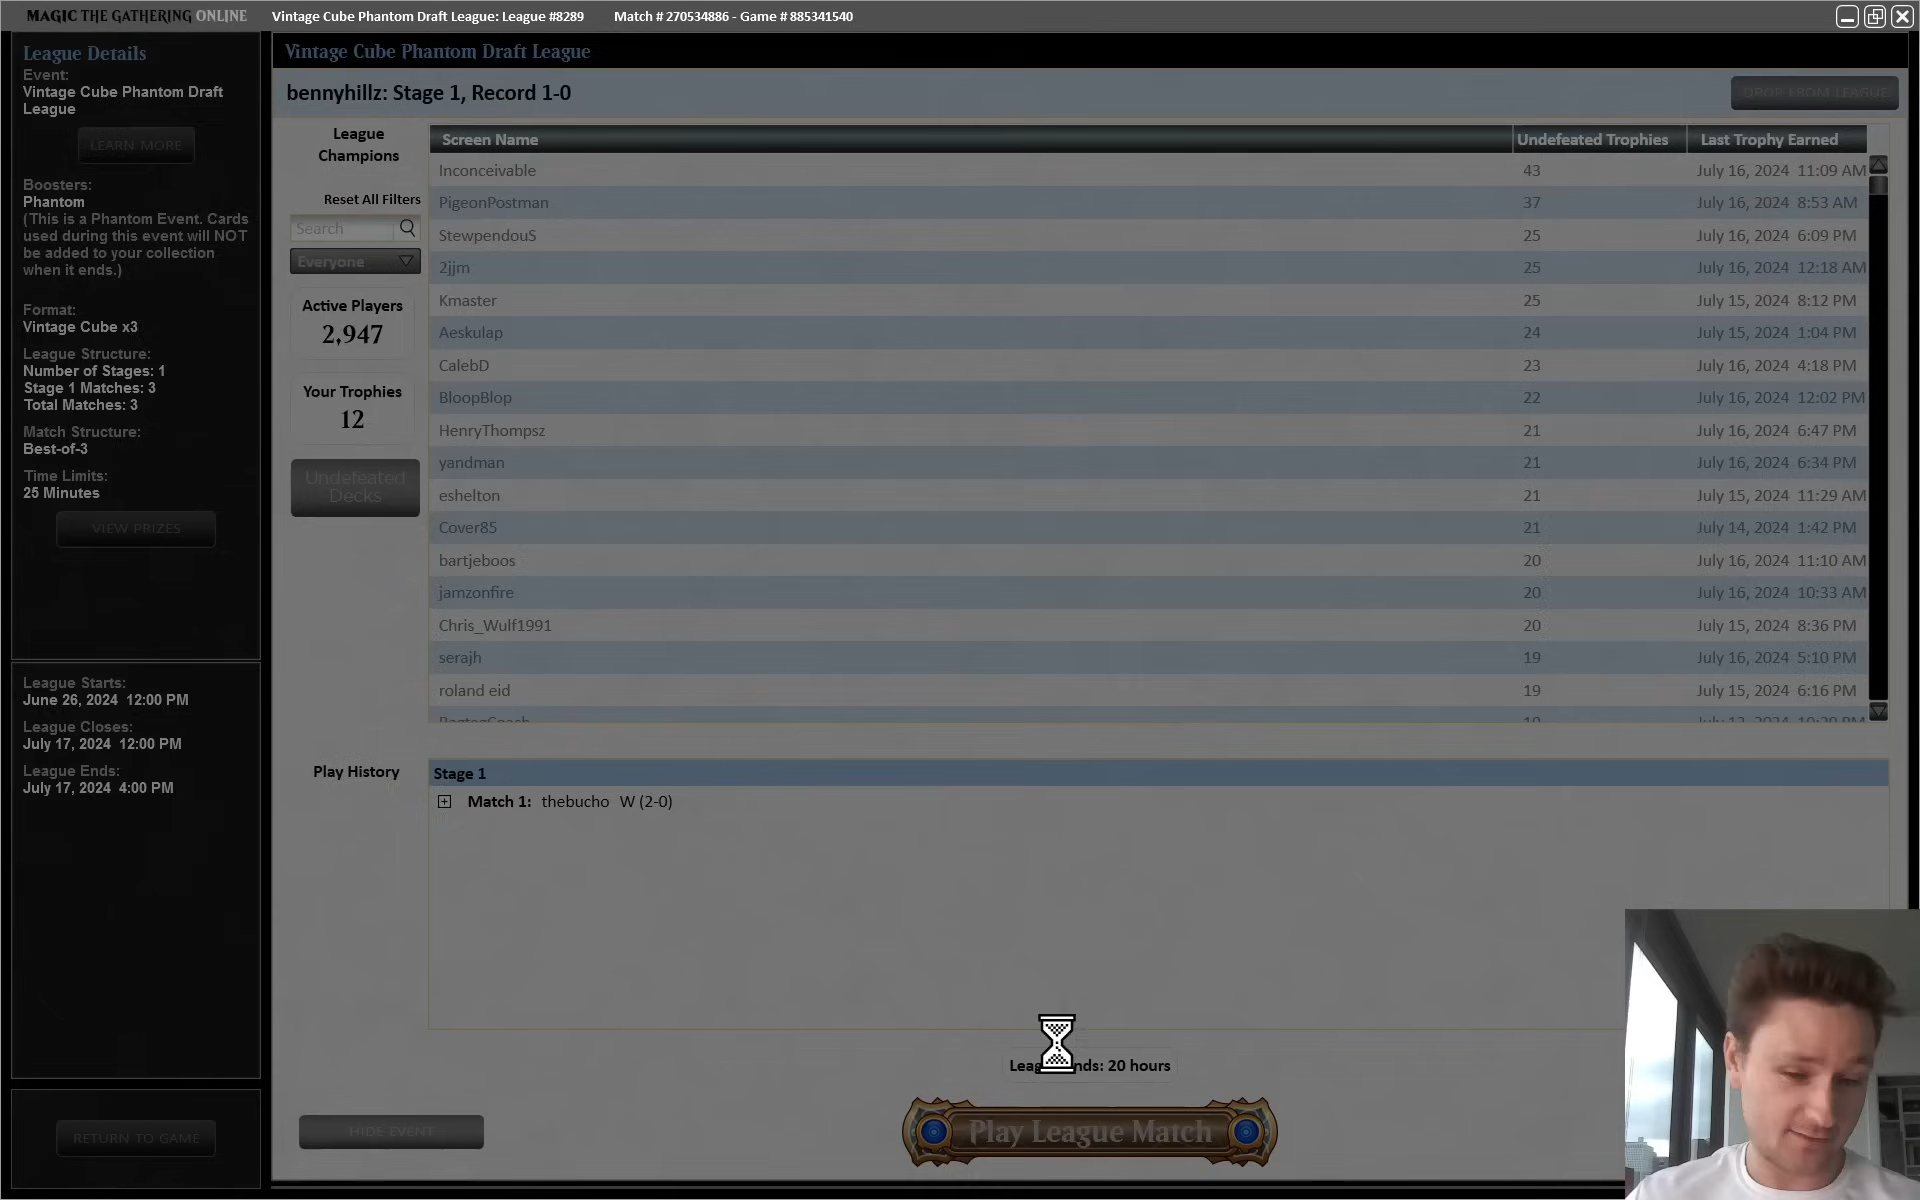 MAGIC THE GATHERING ONLINE
Vintage Cube Phantom Draft League: League #8289
Match # 270534886 - Game # 885341540
League Details
Event:
Vintage Cube Phantom Draft
League
LEARN MORE
Boosters:
Phantom
(This is a Phantom Event. Cards
used during this event will NOT
be added to your collection
when it ends.)
Format:
Vintage Cube x3
League Structure:
Number of Stages: 1
Stage 1 Matches: 3
Total Matches: 3
Match Structure:
Best-of-3
Time Limits:
25 Minutes
VIEW PRIZES
League Starts:
June 26, 2024 12:00 PM
League Closes:
July 17, 2024 12:00 PM
League Ends:
July 17, 2024 4:00 PM
RETURN TO GAME
Vintage Cube Phantom Draft League
bennyhillz: Stage 1, Record 1-0
DROP FROM LEAGUE
League
Champions
Reset All Filters
Search
Everyone
Active Players
2,947
Your Trophies
12
Undefeated
Decks
Screen Name Undefeated Trophies Last Trophy Earned
Inconceivable 43 July 16, 2024 11:09 AM
PigeonPostman 37 July 16, 2024 8:53 AM
StewpendouS 25 July 16, 2024 6:09 PM
2jjm 25 July 16, 2024 12:18 AM
Kmaster 25 July 15, 2024 8:12 PM
Aeskulap 24 July 15, 2024 1:04 PM
CalebD 23 July 16, 2024 4:18 PM
BloopBlop 22 July 16, 2024 12:02 PM
HenryThompsz 21 July 16, 2024 6:47 PM
yandman 21 July 16, 2024 6:34 PM
eshelton 21 July 15, 2024 11:29 AM
Cover85 21 July 14, 2024 1:42 PM
bartjeboos 20 July 16, 2024 11:10 AM
jamzonfire 20 July 16, 2024 10:33 AM
Chris_Wulf1991 20 July 15, 2024 8:36 PM
serajh 19 July 16, 2024 5:10 PM
roland eid 19 July 15, 2024 6:16 PM
Play History
Stage 1
Match 1: thebucho W (2-0)
20 hours
HIDE EVENT
Play League Match